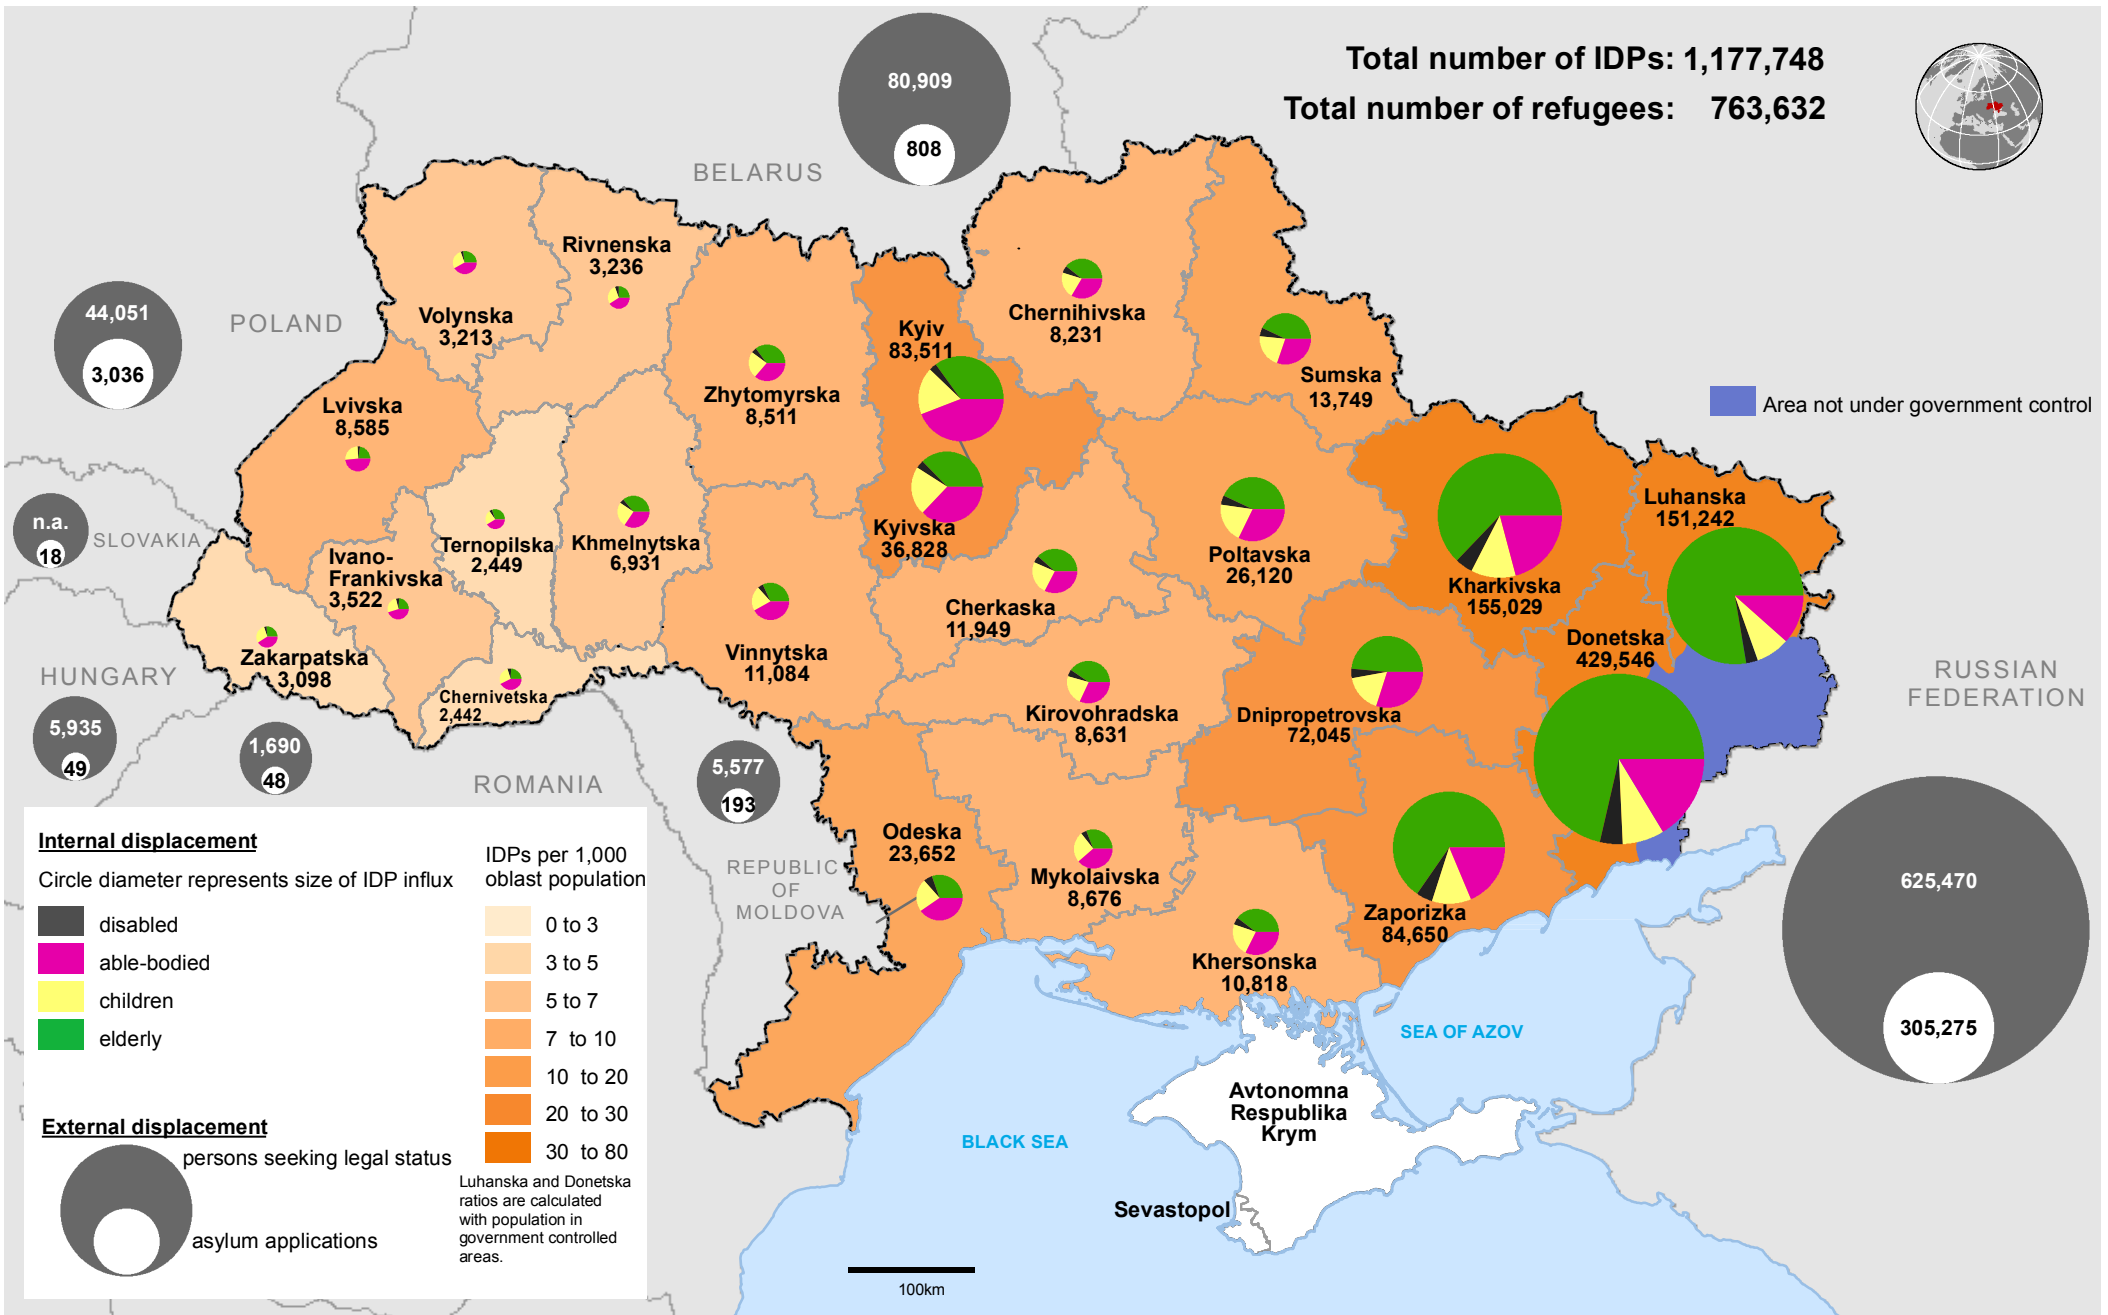 Total number of IDPs: 1,177,748
Total number of refugees: 763,632
80,909
808
BELARUS
44,051
3,036
POLAND
Rivnenska
3,236
Volynska
3,213
Lvivska
8,585
Zhytomyrska
8,511
Kyiv
83,511
Chernihivska
8,231
Sumska
13,749
Area not under government control
n.a.
18
SLOVAKIA
Ivano-
Frankivska
3,522
Ternopilska
2,449
Khmelnytska
6,931
Kyivska
36,828
Poltavska
26,120
Kharkivska
155,029
Luhanska
151,242
Cherkaska
11,949
Donetska
429,546
Zakarpatska
3,098
Chernivetska
2,442
Vinnytska
11,084
Kirovohradska
8,631
Dnipropetrovska
72,045
RUSSIAN
FEDERATION
HUNGARY
5,935
49
1,690
48
ROMANIA
5,577
193
REPUBLIC
OF
MOLDOVA
Odeska
23,652
Mykolaivska
8,676
Khersonska
10,818
Zaporizka
84,650
625,470
305,275
SEA OF AZOV
BLACK SEA
Avtonomna
Respublika
Krym
Sevastopol
100km
Internal displacement
Circle diameter represents size of IDP influx
disabled
able-bodied
children
elderly
IDPs per 1,000
oblast population
0 to 3
3 to 5
5 to 7
7 to 10
10 to 20
20 to 30
30 to 80
Luhanska and Donetska
ratios are calculated
with population in
government controlled
areas.
External displacement
persons seeking legal status
asylum applications